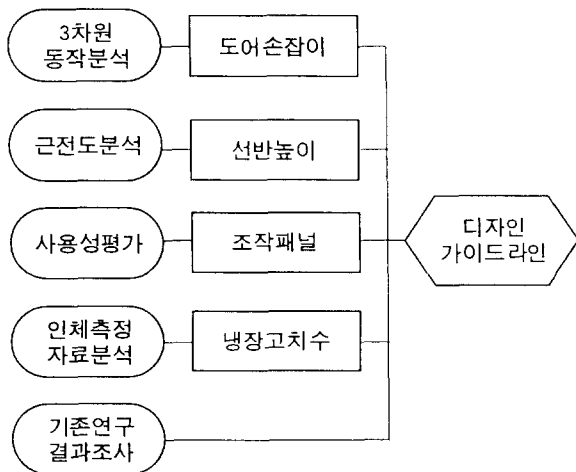 3차원
동작분석
도어손잡이
근전도분석
선반높이
사용성평가
조작패널
디자인
가이드라인
인체측정
자료분석
냉장고치수
기존연구
결과조사